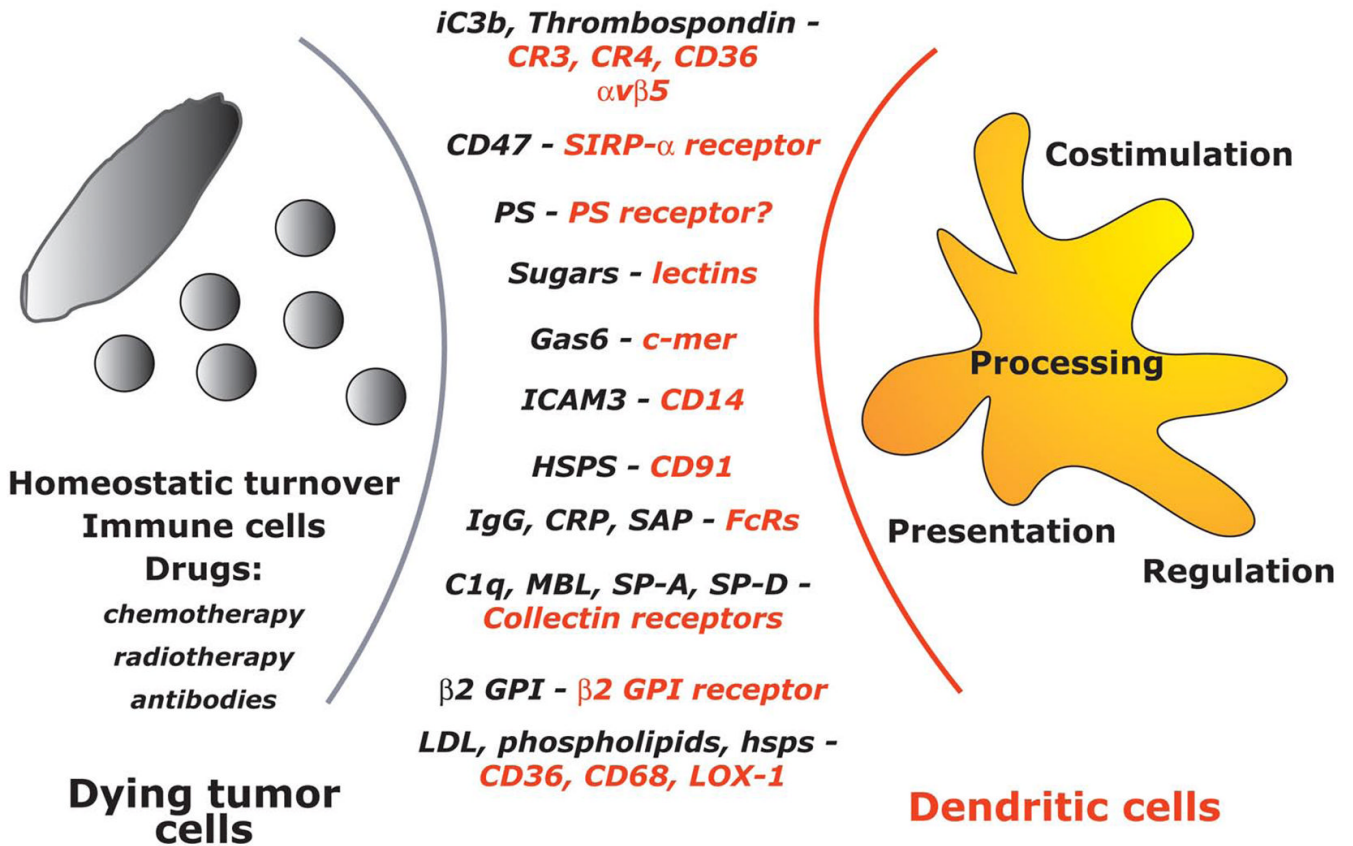 iC3b, Thrombospondin -
CR3, CR4, CD36
αvβ5
CD47 - SIRP-α receptor
PS - PS receptor?
Sugars - lectins
Gas6 - c-mer
ICAM3 - CD14
HSPS - CD91
IgG, CRP, SAP - FcRs
C1q, MBL, SP-A, SP-D -
Collectin receptors
β2 GPI - β2 GPI receptor
LDL, phospholipids, hsps -
CD36, CD68, LOX-1
Homeostatic turnover
Immune cells
Drugs:
chemotherapy
radiotherapy
antibodies
Dying tumor
cells
Costimulation
Processing
Presentation
Regulation
Dendritic cells